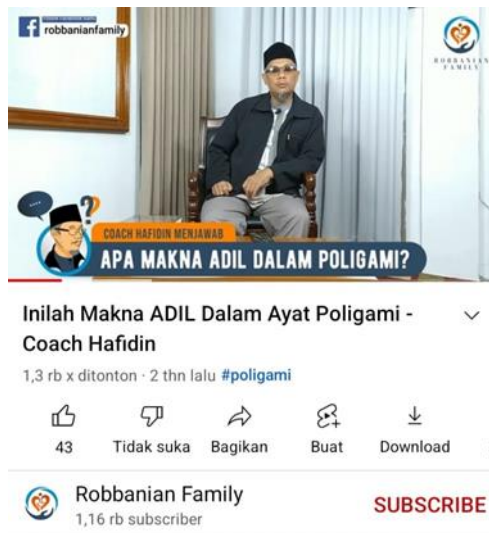 robbanianfamily
ROBBANIAN
FAMILY
COACH HAFIDIN MENJAWAB
APA MAKNA ADIL DALAM POLIGAMI?
Inilah Makna ADIL Dalam Ayat Poligami -
Coach Hafidin
1,3 rb x ditonton · 2 thn lalu #poligami
43 Tidak suka Bagikan Buat Download
Robbanian Family
SUBSCRIBE
1,16 rb subscriber